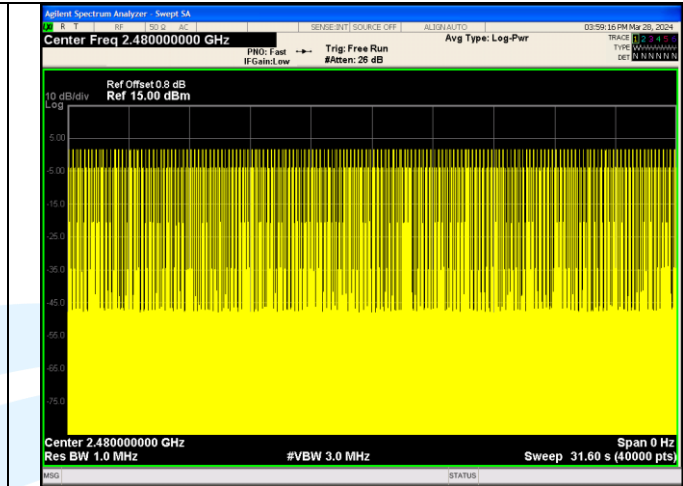 Agilent Spectrum Analyzer - Swept SA
R T RF 50 Ω AC SENSE:INT SOURCE OFF ALIGN AUTO 03:59:16 PM Mar 28, 2024
Center Freq 2.480000000 GHz
PNO: Fast
IFGain:Low
Trig: Free Run
#Atten: 26 dB
Avg Type: Log-Pwr
TRACE 1 2 3 4 5 6
TYPE W
DET N N N N N N
Ref Offset 0.8 dB
10 dB/div Ref 15.00 dBm
Log
5.00
-5.00
-15.0
-25.0
-35.0
-45.0
-55.0
-65.0
-75.0
Center 2.480000000 GHz Span 0 Hz
Res BW 1.0 MHz #VBW 3.0 MHz Sweep 31.60 s (40000 pts)
MSG STATUS